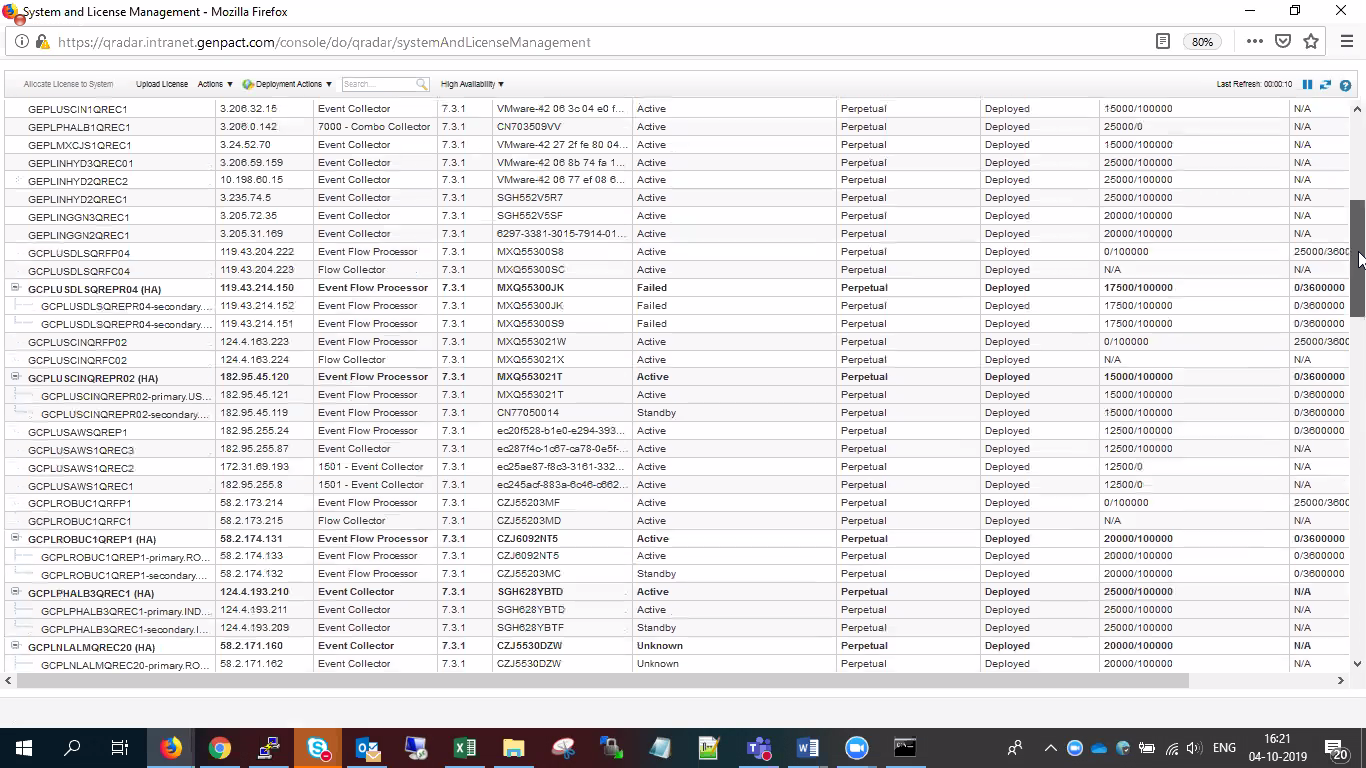 System and License Management - Mozilla Firefox
https://qradar.intranet.genpact.com/console/do/qradar/systemAndLicenseManagement 80%
Allocate License to System Upload License Actions Deployment Actions Search... High Availability Last Refresh: 00:00:10
GEPLUSCIN1QREC1 3.206.32.15 Event Collector 7.3.1 VMware-42 06 3c 04 e0 f... Active Perpetual Deployed 15000/100000 N/A
GEPLPHALB1QREC1 3.206.0.142 7000 - Combo Collector 7.3.1 CN703509VV Active Perpetual Deployed 25000/0 N/A
GEPLMXCJS1QREC1 3.24.52.70 Event Collector 7.3.1 VMware-42 27 2f fe 80 04... Active Perpetual Deployed 15000/100000 N/A
GEPLINHYD3QREC01 3.206.59.159 Event Collector 7.3.1 VMware-42 06 8b 74 fa 1... Active Perpetual Deployed 25000/100000 N/A
GEPLINHYD2QREC2 10.198.60.15 Event Collector 7.3.1 VMware-42 06 77 ef 08 6... Active Perpetual Deployed 25000/100000 N/A
GEPLINHYD2QREC1 3.235.74.5 Event Collector 7.3.1 SGH552V5R7 Active Perpetual Deployed 25000/100000 N/A
GEPLINGGN3QREC1 3.205.72.35 Event Collector 7.3.1 SGH552V5SF Active Perpetual Deployed 20000/100000 N/A
GEPLINGGN2QREC1 3.205.31.169 Event Collector 7.3.1 6297-3381-3015-7914-01... Active Perpetual Deployed 20000/100000 N/A
GCPLUSDLSQRFP04 119.43.204.222 Event Flow Processor 7.3.1 MXQ55300S8 Active Perpetual Deployed 0/100000 25000/3600
GCPLUSDLSQRFC04 119.43.204.223 Flow Collector 7.3.1 MXQ55300SC Active Perpetual Deployed N/A N/A
GCPLUSDLSQREPR04 (HA) 119.43.214.150 Event Flow Processor 7.3.1 MXQ55300JK Failed Perpetual Deployed 17500/100000 0/3600000
GCPLUSDLSQREPR04-secondary.... 119.43.214.152 Event Flow Processor 7.3.1 MXQ55300JK Failed Perpetual Deployed 17500/100000 0/3600000
GCPLUSDLSQREPR04-secondary.... 119.43.214.151 Event Flow Processor 7.3.1 MXQ55300S9 Failed Perpetual Deployed 17500/100000 0/3600000
GCPLUSCINQRFP02 124.4.163.223 Event Flow Processor 7.3.1 MXQ553021W Active Perpetual Deployed 0/100000 25000/3600
GCPLUSCINQRFC02 124.4.163.224 Flow Collector 7.3.1 MXQ553021X Active Perpetual Deployed N/A N/A
GCPLUSCINQREPR02 (HA) 182.95.45.120 Event Flow Processor 7.3.1 MXQ553021T Active Perpetual Deployed 15000/100000 0/3600000
GCPLUSCINQREPR02-primary.US... 182.95.45.121 Event Flow Processor 7.3.1 MXQ553021T Active Perpetual Deployed 15000/100000 0/3600000
GCPLUSCINQREPR02-secondary.... 182.95.45.119 Event Flow Processor 7.3.1 CN77050014 Standby Perpetual Deployed 15000/100000 0/3600000
GCPLUSAWSQREP1 182.95.255.24 Event Flow Processor 7.3.1 ec20f528-b1e0-e294-393... Active Perpetual Deployed 12500/100000 0/3600000
GCPLUSAWS1QREC3 182.95.255.87 Event Collector 7.3.1 ec287f4c-1c67-ca78-0e5f-... Active Perpetual Deployed 12500/100000 N/A
GCPLUSAWS1QREC2 172.31.69.193 1501 - Event Collector 7.3.1 ec25ae87-f8c3-3161-332... Active Perpetual Deployed 12500/0 N/A
GCPLUSAWS1QREC1 182.95.255.8 1501 - Event Collector 7.3.1 ec245acf-883a-6c46-c662... Active Perpetual Deployed 12500/0 N/A
GCPLROBUC1QRFP1 58.2.173.214 Event Flow Processor 7.3.1 CZJ55203MF Active Perpetual Deployed 0/100000 25000/3600
GCPLROBUC1QRFC1 58.2.173.215 Flow Collector 7.3.1 CZJ55203MD Active Perpetual Deployed N/A N/A
GCPLROBUC1QREP1 (HA) 58.2.174.131 Event Flow Processor 7.3.1 CZJ6092NT5 Active Perpetual Deployed 20000/100000 0/3600000
GCPLROBUC1QREP1-primary.RO... 58.2.174.133 Event Flow Processor 7.3.1 CZJ6092NT5 Active Perpetual Deployed 20000/100000 0/3600000
GCPLROBUC1QREP1-secondary.... 58.2.174.132 Event Flow Processor 7.3.1 CZJ55203MC Standby Perpetual Deployed 20000/100000 0/3600000
GCPLPHALB3QREC1 (HA) 124.4.193.210 Event Collector 7.3.1 SGH628YBTD Active Perpetual Deployed 25000/100000 N/A
GCPLPHALB3QREC1-primary.IND... 124.4.193.211 Event Collector 7.3.1 SGH628YBTD Active Perpetual Deployed 25000/100000 N/A
GCPLPHALB3QREC1-secondary.I... 124.4.193.209 Event Collector 7.3.1 SGH628YBTF Standby Perpetual Deployed 25000/100000 N/A
GCPLNLALMQREC20 (HA) 58.2.171.160 Event Collector 7.3.1 CZJ5530DZW Unknown Perpetual Deployed 20000/100000 N/A
GCPLNLALMQREC20-primary.RO... 58.2.171.162 Event Collector 7.3.1 CZJ5530DZW Unknown Perpetual Deployed 20000/100000 N/A
ENG 16:21
04-10-2019 20